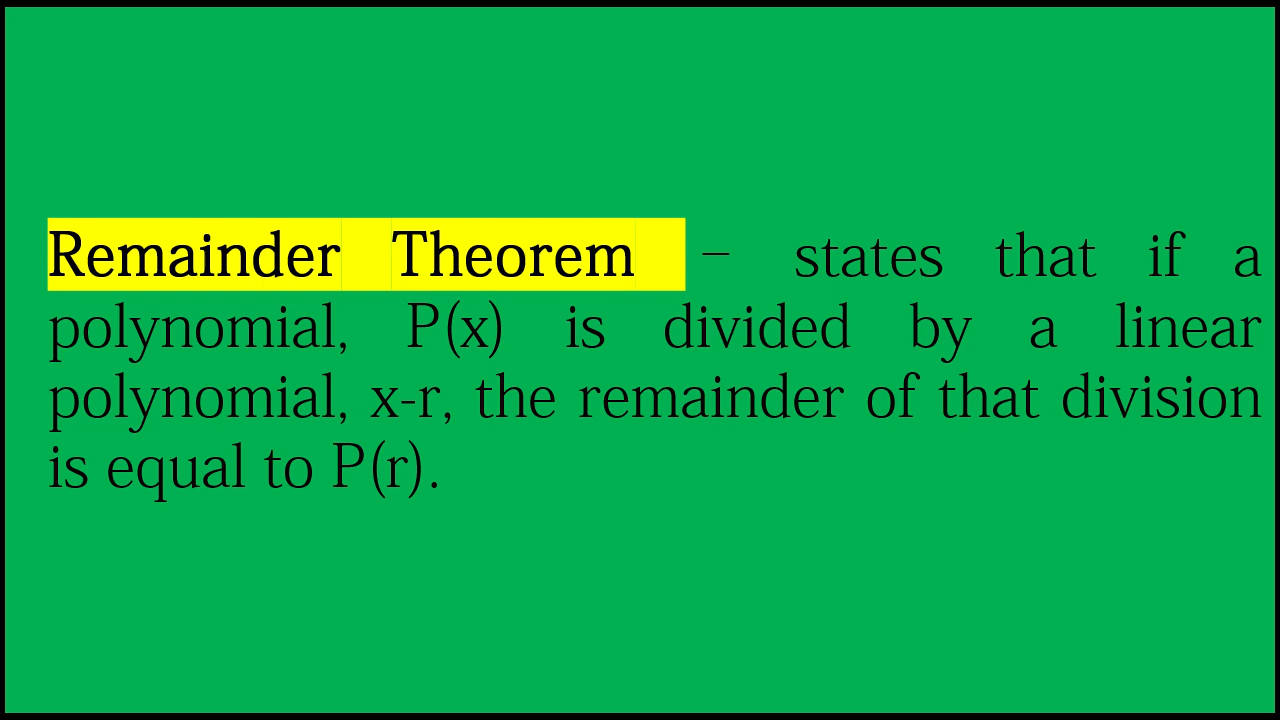 Remainder Theorem – states that if a
polynomial, P(x) is divided by a linear
polynomial, x-r, the remainder of that division
is equal to P(r).